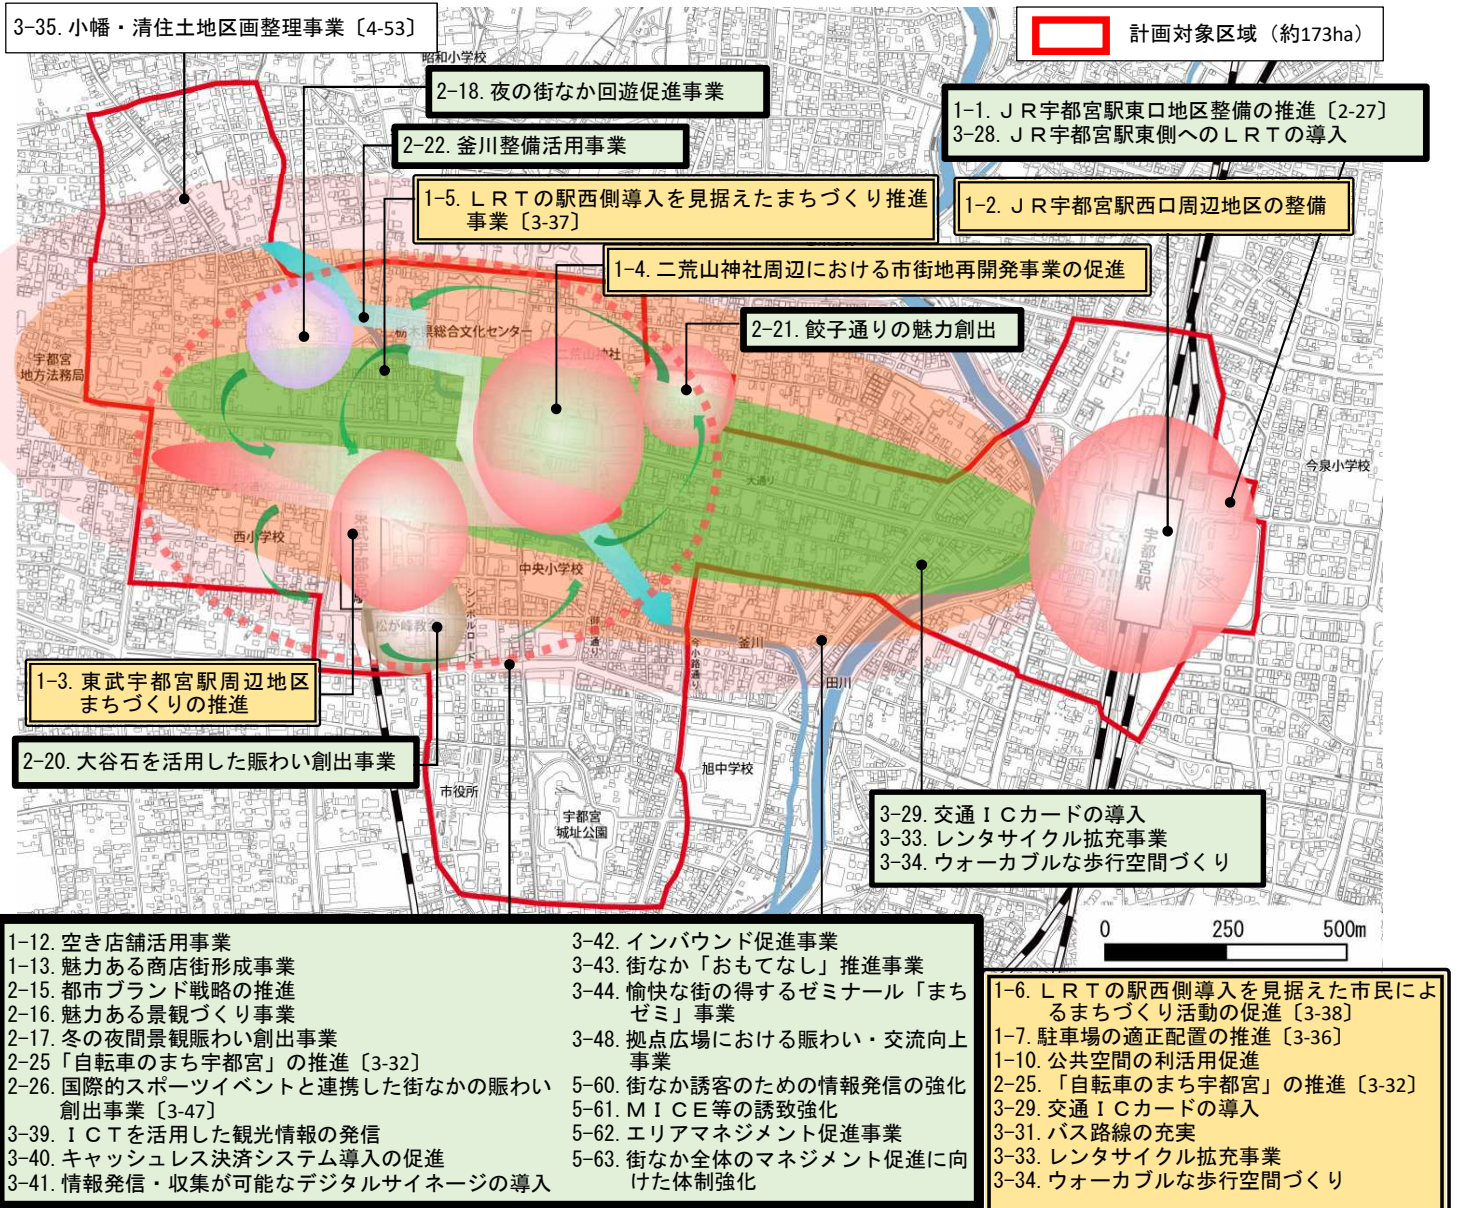 3-35. 小幡・清住土地区画整理事業〔4-53〕
計画対象区域（約173ha）
昭和小学校
2-18. 夜の街なか回遊促進事業
1-1. ＪＲ宇都宮駅東口地区整備の推進〔2-27〕
3-28. ＪＲ宇都宮駅東側へのＬＲＴの導入
2-22. 釜川整備活用事業
1-5. ＬＲＴの駅西側導入を見据えたまちづくり推進
事業〔3-37〕
1-2. ＪＲ宇都宮駅西口周辺地区の整備
1-4. 二荒山神社周辺における市街地再開発事業の促進
2-21. 餃子通りの魅力創出
栃木県総合文化センター
二荒山神社
宇都宮
地方法務局
今泉小学校
大通り
西小学校
中央小学校
宇都宮駅
東武宇都宮駅
松が峰教会
シンボルロード
御橋通り
今小路通り
釜川
田川
1-3. 東武宇都宮駅周辺地区
まちづくりの推進
2-20. 大谷石を活用した賑わい創出事業
市役所
旭中学校
宇都宮
城址公園
3-29. 交通ＩＣカードの導入
3-33. レンタサイクル拡充事業
3-34. ウォーカブルな歩行空間づくり
0 250 500m
1-12. 空き店舗活用事業
1-13. 魅力ある商店街形成事業
2-15. 都市ブランド戦略の推進
2-16. 魅力ある景観づくり事業
2-17. 冬の夜間景観賑わい創出事業
2-25「自転車のまち宇都宮」の推進〔3-32〕
2-26. 国際的スポーツイベントと連携した街なかの賑わい
創出事業〔3-47〕
3-39. ＩＣＴを活用した観光情報の発信
3-40. キャッシュレス決済システム導入の促進
3-41. 情報発信・収集が可能なデジタルサイネージの導入
3-42. インバウンド促進事業
3-43. 街なか「おもてなし」推進事業
3-44. 愉快な街の得するゼミナール「まち
ゼミ」事業
3-48. 拠点広場における賑わい・交流向上
事業
5-60. 街なか誘客のための情報発信の強化
5-61. ＭＩＣＥ等の誘致強化
5-62. エリアマネジメント促進事業
5-63. 街なか全体のマネジメント促進に向
けた体制強化
1-6. ＬＲＴの駅西側導入を見据えた市民によ
るまちづくり活動の促進〔3-38〕
1-7. 駐車場の適正配置の推進〔3-36〕
1-10. 公共空間の利活用促進
2-25. 「自転車のまち宇都宮」の推進〔3-32〕
3-29. 交通ＩＣカードの導入
3-31. バス路線の充実
3-33. レンタサイクル拡充事業
3-34. ウォーカブルな歩行空間づくり